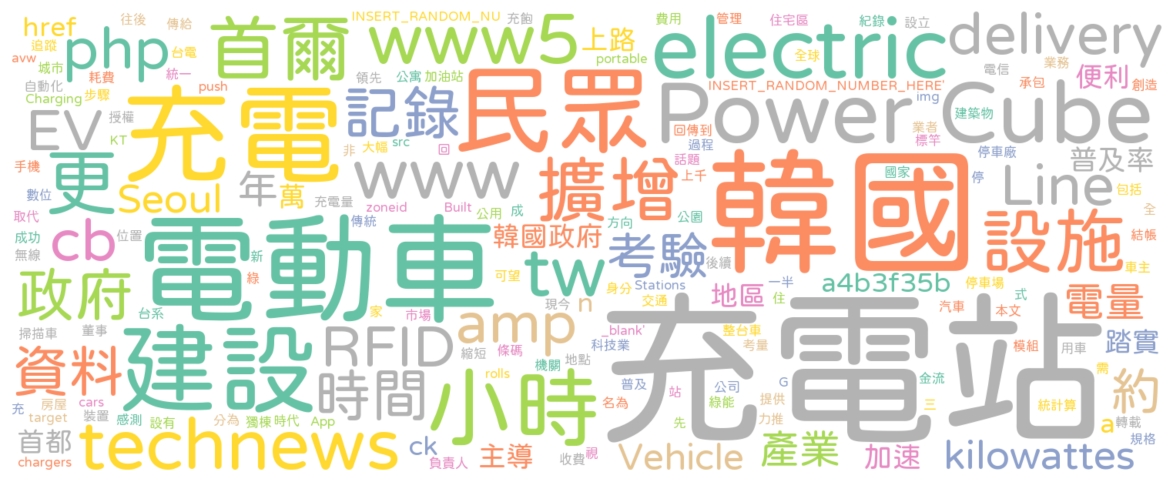 href
往後
傳給
INSERT_RANDOM_NU
充飽
費用
管理
住宅區
紀錄
設立
delivery
php
首爾
www5
上路
electric
追蹤
台電
avw
城市
統一
耗費
領先
公寓
加油站
portable
全球
電信
業務
便利
自動化
步驟
Charging
push
INSERT_RANDOM_NUMBER_HERE'
承包
創造
EV
授權
充電
記錄
民眾
Power Cube
img
建築物
KT
非
大幅
src
回
回傳到
過程
業者
標竿
話題
上千
停車廠
普及率
手機
更
數位
Seoul
年
萬
www
擴增
韓國
國家
停
Line
包括
取代
cb
位置
傳統
充電量
zoneid
Built
公用
成
方向
公園
全
設施
結帳
成功
無線
新
綠
電動車
韓國政府
tw
考驗
後續
一半
車主
政府
可望
現今
n
身分
Stations
交通
地區
住
a4b3f35b
停車場
式
電量
台系
家
市場
amp
_blank'
整台車
考量
汽車
本文
掃描車
董事
建設
RFID
縮短
條碼
機關
地點
科技業
充電站
模組
用車
踏實
資料
時間
rolls
小時
普及
站
公司
綠能
G
提供
力推
金流
需
約
充
房屋
cars
target
裝置
感測
設有
分為
獨棟
時代
App
名為
先
三
統計算
a
轉載
首都
chargers
technews
ck
負責人
主導
收費
視
Vehicle
產業
加速
kilowattes
規格